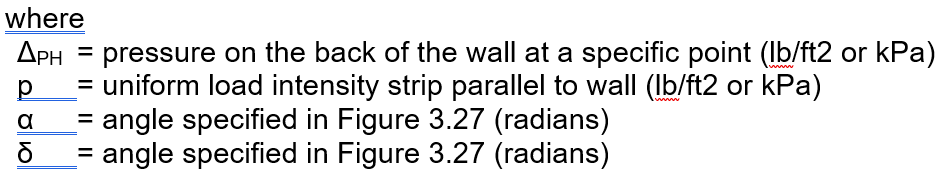 where
ΔPH = pressure on the back of the wall at a specific point (lb/ft2 or kPa)
p = uniform load intensity strip parallel to wall (lb/ft2 or kPa)
α = angle specified in Figure 3.27 (radians)
δ = angle specified in Figure 3.27 (radians)